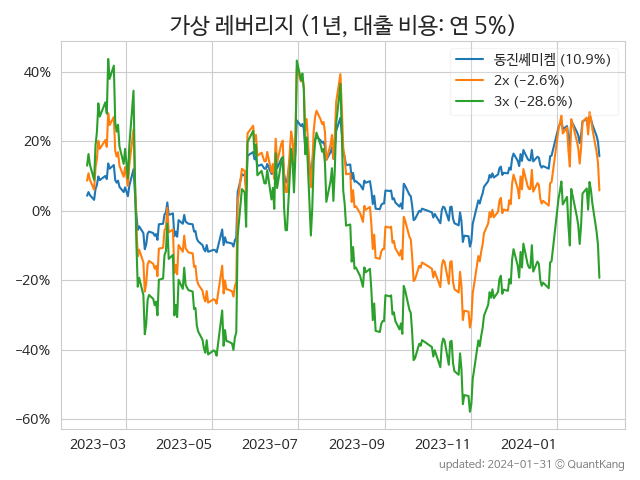 가상 레버리지 (1년, 대출 비용: 연 5%)
동진쎄미켐 (10.9%)
2x (−2.6%)
3x (−28.6%)
40%
20%
0%
−20%
−40%
−60%
2023-03 2023-05 2023-07 2023-09 2023-11 2024-01
updated: 2024-01-31 © QuantKang